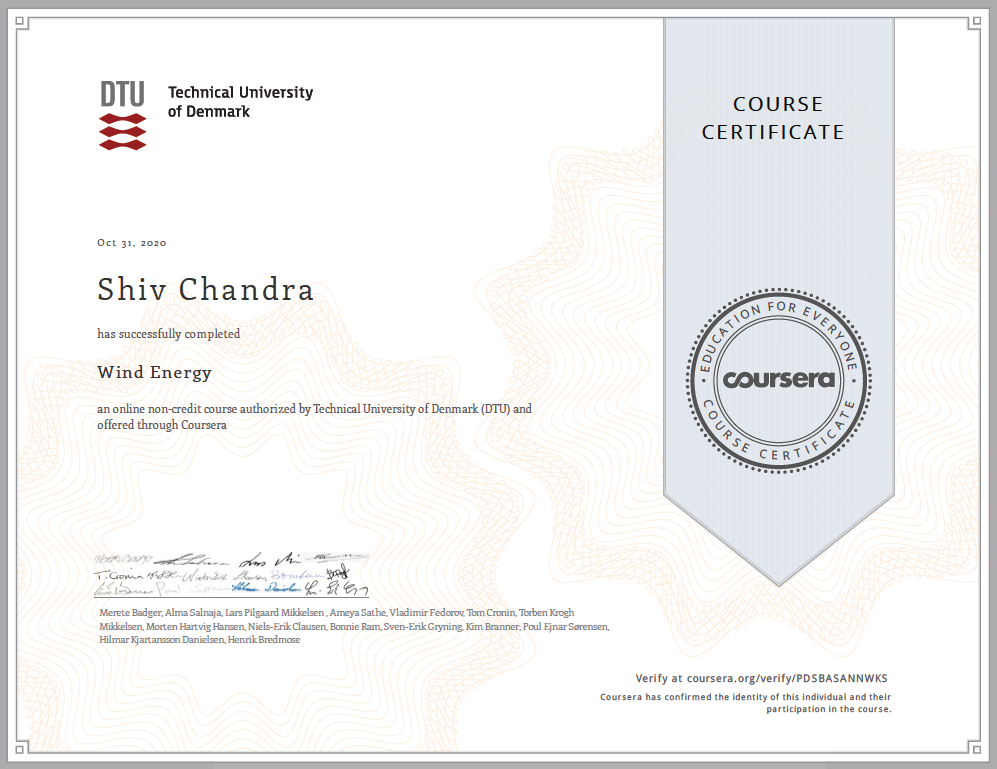 DTU
Technical University
of Denmark
COURSE
CERTIFICATE
Oct 31, 2020
Shiv Chandra
has successfully completed
Wind Energy
an online non-credit course authorized by Technical University of Denmark (DTU) and
offered through Coursera
EDUCATION FOR EVERYONE
coursera
COURSE CERTIFICATE
T. Cronin
Merete Badger, Alma Salnaja, Lars Pilgaard Mikkelsen , Ameya Sathe, Vladimir Fedorov, Tom Cronin, Torben Krogh
Mikkelsen, Morten Hartvig Hansen, Niels-Erik Clausen, Bonnie Ram, Sven-Erik Gryning, Kim Branner, Poul Ejnar Sørensen,
Hilmar Kjartansson Danielsen, Henrik Bredmose
Verify at coursera.org/verify/PDSBASANNWKS
Coursera has confirmed the identity of this individual and their
participation in the course.